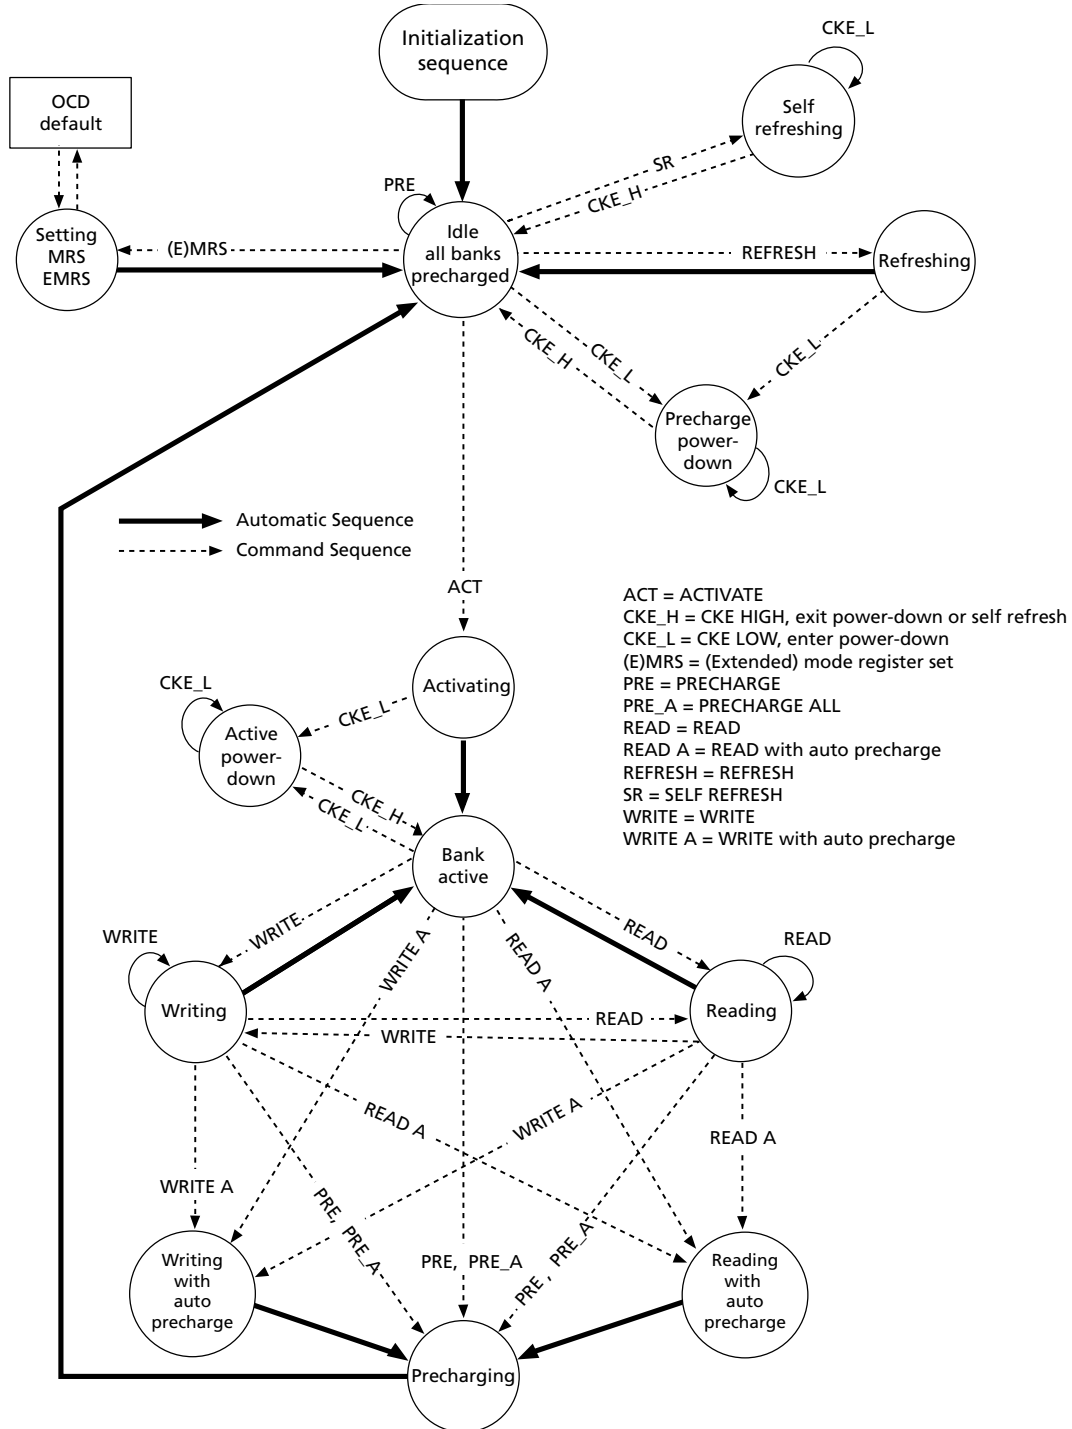 Initialization
sequence
CKE_L
Self
refreshing
OCD
default
SR
CKE_H
PRE
Idle
all banks
precharged
Setting
MRS
EMRS
(E)MRS
REFRESH
Refreshing
CKE_H
CKE_L
CKE_L
Precharge
power-
down
CKE_L
Automatic Sequence
Command Sequence
ACT
ACT = ACTIVATE
CKE_H = CKE HIGH, exit power-down or self refresh
CKE_L = CKE LOW, enter power-down
(E)MRS = (Extended) mode register set
PRE = PRECHARGE
PRE_A = PRECHARGE ALL
READ = READ
READ A = READ with auto precharge
REFRESH = REFRESH
SR = SELF REFRESH
WRITE = WRITE
WRITE A = WRITE with auto precharge
Activating
CKE_L
CKE_L
Active
power-
down
CKE_H
CKE_L
Bank
active
WRITE
WRITE
WRITE A
READ A
READ
READ
Writing
Reading
READ
WRITE
READ A
WRITE A
READ A
WRITE A
PRE, PRE_A
PRE, PRE_A
PRE, PRE_A
Writing
with
auto
precharge
Reading
with
auto
precharge
Precharging